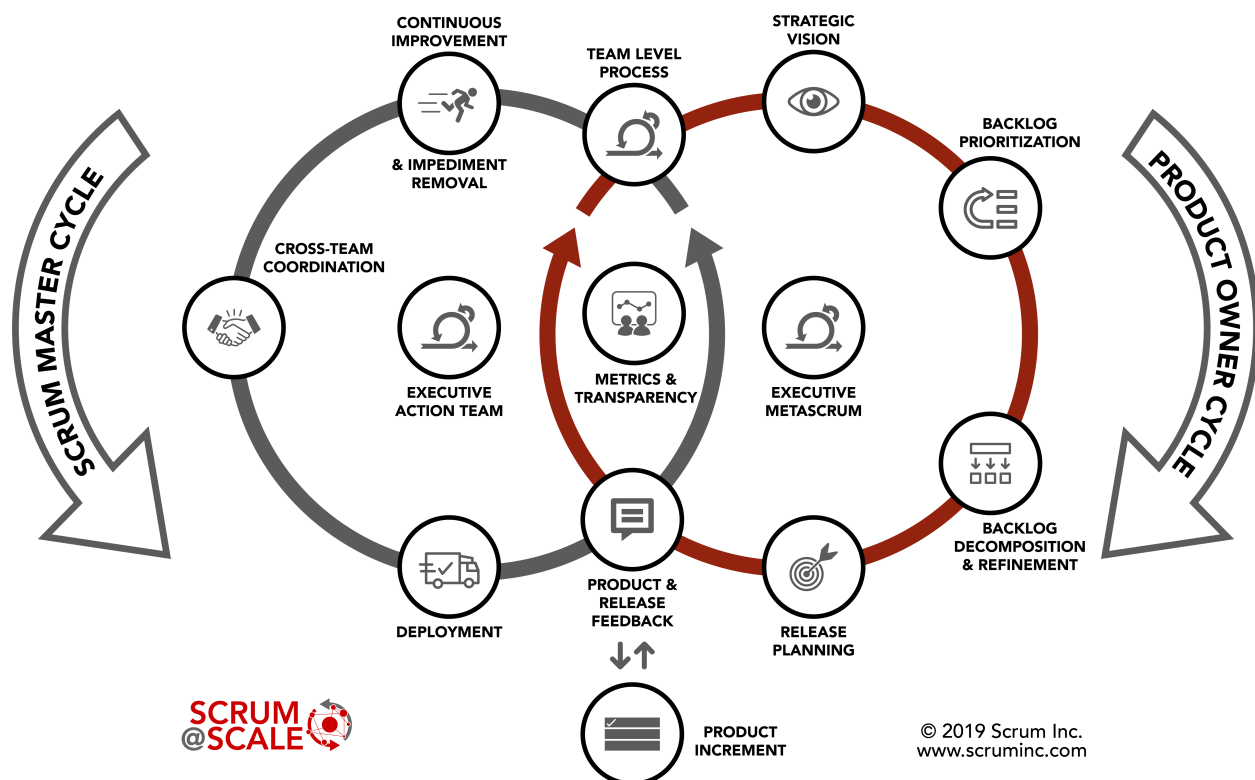 CONTINUOUS
IMPROVEMENT
& IMPEDIMENT
REMOVAL
TEAM LEVEL
PROCESS
STRATEGIC
VISION
BACKLOG
PRIORITIZATION
SCRUM MASTER CYCLE
PRODUCT OWNER CYCLE
CROSS-TEAM
COORDINATION
EXECUTIVE
ACTION TEAM
METRICS &
TRANSPARENCY
EXECUTIVE
METASCRUM
BACKLOG
DECOMPOSITION
& REFINEMENT
DEPLOYMENT
PRODUCT &
RELEASE
FEEDBACK
RELEASE
PLANNING
SCRUM
@SCALE
PRODUCT
INCREMENT
© 2019 Scrum Inc.
www.scruminc.com